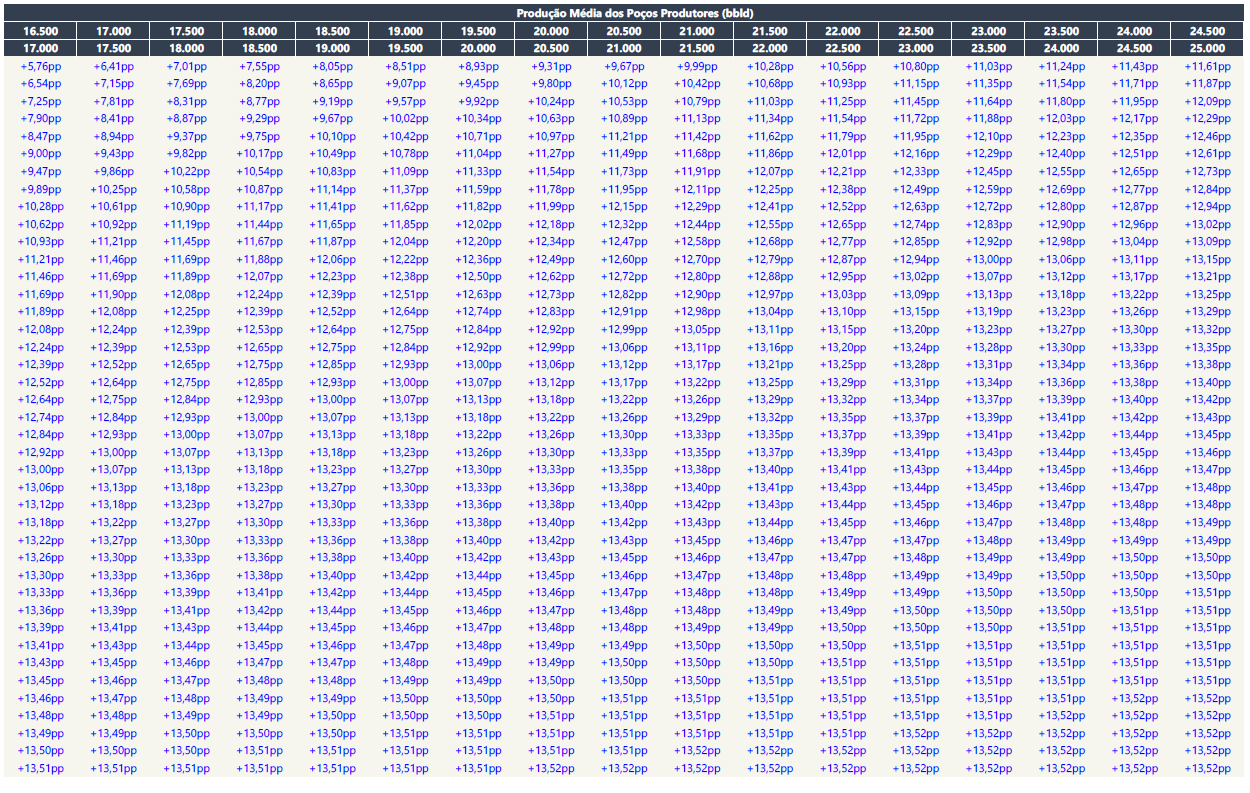 Produção Média dos Poços Produtores (bbld)
16.500 17.000 17.500 18.000 18.500 19.000 19.500 20.000 20.500 21.000 21.500 22.000 22.500 23.000 23.500 24.000 24.500
17.000 17.500 18.000 18.500 19.000 19.500 20.000 20.500 21.000 21.500 22.000 22.500 23.000 23.500 24.000 24.500 25.000
+5,76pp +6,41pp +7,01pp +7,55pp +8,05pp +8,51pp +8,93pp +9,31pp +9,67pp +9,99pp +10,28pp +10,56pp +10,80pp +11,03pp +11,24pp +11,43pp +11,61pp
+6,54pp +7,15pp +7,69pp +8,20pp +8,65pp +9,07pp +9,45pp +9,80pp +10,12pp +10,42pp +10,68pp +10,93pp +11,15pp +11,35pp +11,54pp +11,71pp +11,87pp
+7,25pp +7,81pp +8,31pp +8,77pp +9,19pp +9,57pp +9,92pp +10,24pp +10,53pp +10,79pp +11,03pp +11,25pp +11,45pp +11,64pp +11,80pp +11,95pp +12,09pp
+7,90pp +8,41pp +8,87pp +9,29pp +9,67pp +10,02pp +10,34pp +10,63pp +10,89pp +11,13pp +11,34pp +11,54pp +11,72pp +11,88pp +12,03pp +12,17pp +12,29pp
+8,47pp +8,94pp +9,37pp +9,75pp +10,10pp +10,42pp +10,71pp +10,97pp +11,21pp +11,42pp +11,62pp +11,79pp +11,95pp +12,10pp +12,23pp +12,35pp +12,46pp
+9,00pp +9,43pp +9,82pp +10,17pp +10,49pp +10,78pp +11,04pp +11,27pp +11,49pp +11,68pp +11,86pp +12,01pp +12,16pp +12,29pp +12,40pp +12,51pp +12,61pp
+9,47pp +9,86pp +10,22pp +10,54pp +10,83pp +11,09pp +11,33pp +11,54pp +11,73pp +11,91pp +12,07pp +12,21pp +12,33pp +12,45pp +12,55pp +12,65pp +12,73pp
+9,89pp +10,25pp +10,58pp +10,87pp +11,14pp +11,37pp +11,59pp +11,78pp +11,95pp +12,11pp +12,25pp +12,38pp +12,49pp +12,59pp +12,69pp +12,77pp +12,84pp
+10,28pp +10,61pp +10,90pp +11,17pp +11,41pp +11,62pp +11,82pp +11,99pp +12,15pp +12,29pp +12,41pp +12,52pp +12,63pp +12,72pp +12,80pp +12,87pp +12,94pp
+10,62pp +10,92pp +11,19pp +11,44pp +11,65pp +11,85pp +12,02pp +12,18pp +12,32pp +12,44pp +12,55pp +12,65pp +12,74pp +12,83pp +12,90pp +12,96pp +13,02pp
+10,93pp +11,21pp +11,45pp +11,67pp +11,87pp +12,04pp +12,20pp +12,34pp +12,47pp +12,58pp +12,68pp +12,77pp +12,85pp +12,92pp +12,98pp +13,04pp +13,09pp
+11,21pp +11,46pp +11,69pp +11,88pp +12,06pp +12,22pp +12,36pp +12,49pp +12,60pp +12,70pp +12,79pp +12,87pp +12,94pp +13,00pp +13,06pp +13,11pp +13,15pp
+11,46pp +11,69pp +11,89pp +12,07pp +12,23pp +12,38pp +12,50pp +12,62pp +12,72pp +12,80pp +12,88pp +12,95pp +13,02pp +13,07pp +13,12pp +13,17pp +13,21pp
+11,69pp +11,90pp +12,08pp +12,24pp +12,39pp +12,51pp +12,63pp +12,73pp +12,82pp +12,90pp +12,97pp +13,03pp +13,09pp +13,13pp +13,18pp +13,22pp +13,25pp
+11,89pp +12,08pp +12,25pp +12,39pp +12,52pp +12,64pp +12,74pp +12,83pp +12,91pp +12,98pp +13,04pp +13,10pp +13,15pp +13,19pp +13,23pp +13,26pp +13,29pp
+12,08pp +12,24pp +12,39pp +12,53pp +12,64pp +12,75pp +12,84pp +12,92pp +12,99pp +13,05pp +13,11pp +13,15pp +13,20pp +13,23pp +13,27pp +13,30pp +13,32pp
+12,24pp +12,39pp +12,53pp +12,65pp +12,75pp +12,84pp +12,92pp +12,99pp +13,06pp +13,11pp +13,16pp +13,20pp +13,24pp +13,28pp +13,30pp +13,33pp +13,35pp
+12,39pp +12,52pp +12,65pp +12,75pp +12,85pp +12,93pp +13,00pp +13,06pp +13,12pp +13,17pp +13,21pp +13,25pp +13,28pp +13,31pp +13,34pp +13,36pp +13,38pp
+12,52pp +12,64pp +12,75pp +12,85pp +12,93pp +13,00pp +13,07pp +13,12pp +13,17pp +13,22pp +13,25pp +13,29pp +13,31pp +13,34pp +13,36pp +13,38pp +13,40pp
+12,64pp +12,75pp +12,84pp +12,93pp +13,00pp +13,07pp +13,13pp +13,18pp +13,22pp +13,26pp +13,29pp +13,32pp +13,34pp +13,37pp +13,39pp +13,40pp +13,42pp
+12,74pp +12,84pp +12,93pp +13,00pp +13,07pp +13,13pp +13,18pp +13,22pp +13,26pp +13,29pp +13,32pp +13,35pp +13,37pp +13,39pp +13,41pp +13,42pp +13,43pp
+12,84pp +12,93pp +13,00pp +13,07pp +13,13pp +13,18pp +13,22pp +13,26pp +13,30pp +13,33pp +13,35pp +13,37pp +13,39pp +13,41pp +13,42pp +13,44pp +13,45pp
+12,92pp +13,00pp +13,07pp +13,13pp +13,18pp +13,23pp +13,26pp +13,30pp +13,33pp +13,35pp +13,37pp +13,39pp +13,41pp +13,43pp +13,44pp +13,45pp +13,46pp
+13,00pp +13,07pp +13,13pp +13,18pp +13,23pp +13,27pp +13,30pp +13,33pp +13,35pp +13,38pp +13,40pp +13,41pp +13,43pp +13,44pp +13,45pp +13,46pp +13,47pp
+13,06pp +13,13pp +13,18pp +13,23pp +13,27pp +13,30pp +13,33pp +13,36pp +13,38pp +13,40pp +13,41pp +13,43pp +13,44pp +13,45pp +13,46pp +13,47pp +13,48pp
+13,12pp +13,18pp +13,23pp +13,27pp +13,30pp +13,33pp +13,36pp +13,38pp +13,40pp +13,42pp +13,43pp +13,44pp +13,45pp +13,46pp +13,47pp +13,48pp +13,48pp
+13,18pp +13,22pp +13,27pp +13,30pp +13,33pp +13,36pp +13,38pp +13,40pp +13,42pp +13,43pp +13,44pp +13,45pp +13,46pp +13,47pp +13,48pp +13,48pp +13,49pp
+13,22pp +13,27pp +13,30pp +13,33pp +13,36pp +13,38pp +13,40pp +13,42pp +13,43pp +13,45pp +13,46pp +13,47pp +13,47pp +13,48pp +13,49pp +13,49pp +13,49pp
+13,26pp +13,30pp +13,33pp +13,36pp +13,38pp +13,40pp +13,42pp +13,43pp +13,45pp +13,46pp +13,47pp +13,47pp +13,48pp +13,49pp +13,49pp +13,50pp +13,50pp
+13,30pp +13,33pp +13,36pp +13,38pp +13,40pp +13,42pp +13,44pp +13,45pp +13,46pp +13,47pp +13,48pp +13,48pp +13,49pp +13,49pp +13,50pp +13,50pp +13,50pp
+13,33pp +13,36pp +13,39pp +13,41pp +13,42pp +13,44pp +13,45pp +13,46pp +13,47pp +13,48pp +13,48pp +13,49pp +13,49pp +13,50pp +13,50pp +13,50pp +13,51pp
+13,36pp +13,39pp +13,41pp +13,42pp +13,44pp +13,45pp +13,46pp +13,47pp +13,48pp +13,48pp +13,49pp +13,49pp +13,50pp +13,50pp +13,50pp +13,51pp +13,51pp
+13,39pp +13,41pp +13,43pp +13,44pp +13,45pp +13,46pp +13,47pp +13,48pp +13,48pp +13,49pp +13,49pp +13,50pp +13,50pp +13,50pp +13,51pp +13,51pp +13,51pp
+13,41pp +13,43pp +13,44pp +13,45pp +13,46pp +13,47pp +13,48pp +13,49pp +13,49pp +13,50pp +13,50pp +13,50pp +13,51pp +13,51pp +13,51pp +13,51pp +13,51pp
+13,43pp +13,45pp +13,46pp +13,47pp +13,47pp +13,48pp +13,49pp +13,49pp +13,50pp +13,50pp +13,50pp +13,51pp +13,51pp +13,51pp +13,51pp +13,51pp +13,51pp
+13,45pp +13,46pp +13,47pp +13,48pp +13,48pp +13,49pp +13,49pp +13,50pp +13,50pp +13,50pp +13,51pp +13,51pp +13,51pp +13,51pp +13,51pp +13,51pp +13,51pp
+13,46pp +13,47pp +13,48pp +13,49pp +13,49pp +13,50pp +13,50pp +13,50pp +13,51pp +13,51pp +13,51pp +13,51pp +13,51pp +13,51pp +13,51pp +13,52pp +13,52pp
+13,48pp +13,48pp +13,49pp +13,49pp +13,50pp +13,50pp +13,50pp +13,51pp +13,51pp +13,51pp +13,51pp +13,51pp +13,51pp +13,51pp +13,52pp +13,52pp +13,52pp
+13,49pp +13,49pp +13,50pp +13,50pp +13,50pp +13,51pp +13,51pp +13,51pp +13,51pp +13,51pp +13,51pp +13,51pp +13,52pp +13,52pp +13,52pp +13,52pp +13,52pp
+13,50pp +13,50pp +13,50pp +13,51pp +13,51pp +13,51pp +13,51pp +13,51pp +13,51pp +13,52pp +13,52pp +13,52pp +13,52pp +13,52pp +13,52pp +13,52pp +13,52pp
+13,51pp +13,51pp +13,51pp +13,51pp +13,51pp +13,51pp +13,51pp +13,52pp +13,52pp +13,52pp +13,52pp +13,52pp +13,52pp +13,52pp +13,52pp +13,52pp +13,52pp